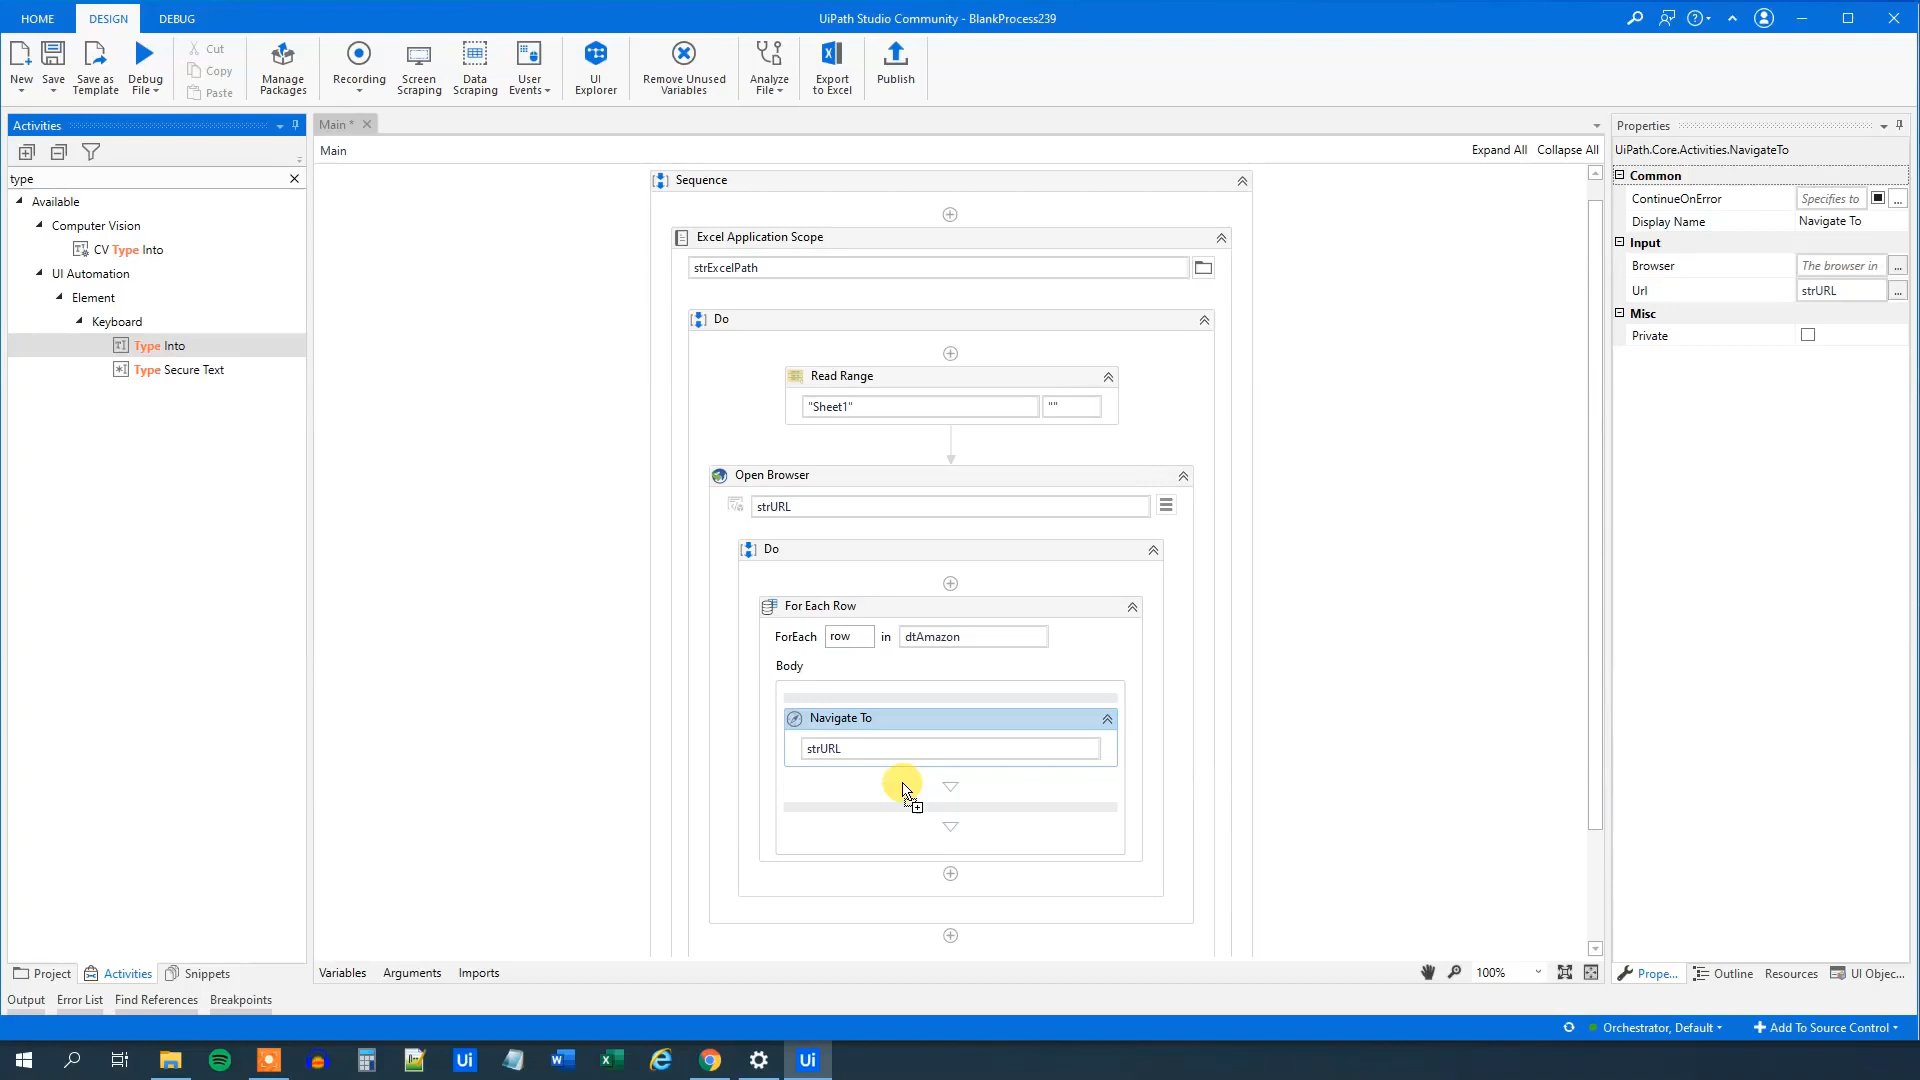 HOME DESIGN DEBUG
UiPath Studio Community - BlankProcess239
New
Save
Save as Template
Debug File
Cut
Copy
Paste
Manage Packages
Recording
Screen Scraping
Data Scraping
User Events
UI Explorer
Remove Unused Variables
Analyze File
Export to Excel
Publish
Activities
type
Available
Computer Vision
CV Type Into
UI Automation
Element
Keyboard
Type Into
Type Secure Text
Project Activities Snippets
Main *
Main
Expand All Collapse All
Sequence
Excel Application Scope
strExcelPath
Do
Read Range
"Sheet1" ""
Open Browser
strURL
Do
For Each Row
ForEach row in dtAmazon
Body
Navigate To
strURL
Variables Arguments Imports
100%
Properties
UiPath.Core.Activities.NavigateTo
Common
ContinueOnError Specifies to ...
Display Name Navigate To
Input
Browser The browser in ...
Url strURL ...
Misc
Private
Prope... Outline Resources UI Objec...
Output Error List Find References Breakpoints
Orchestrator, Default Add To Source Control
Ui
Ui